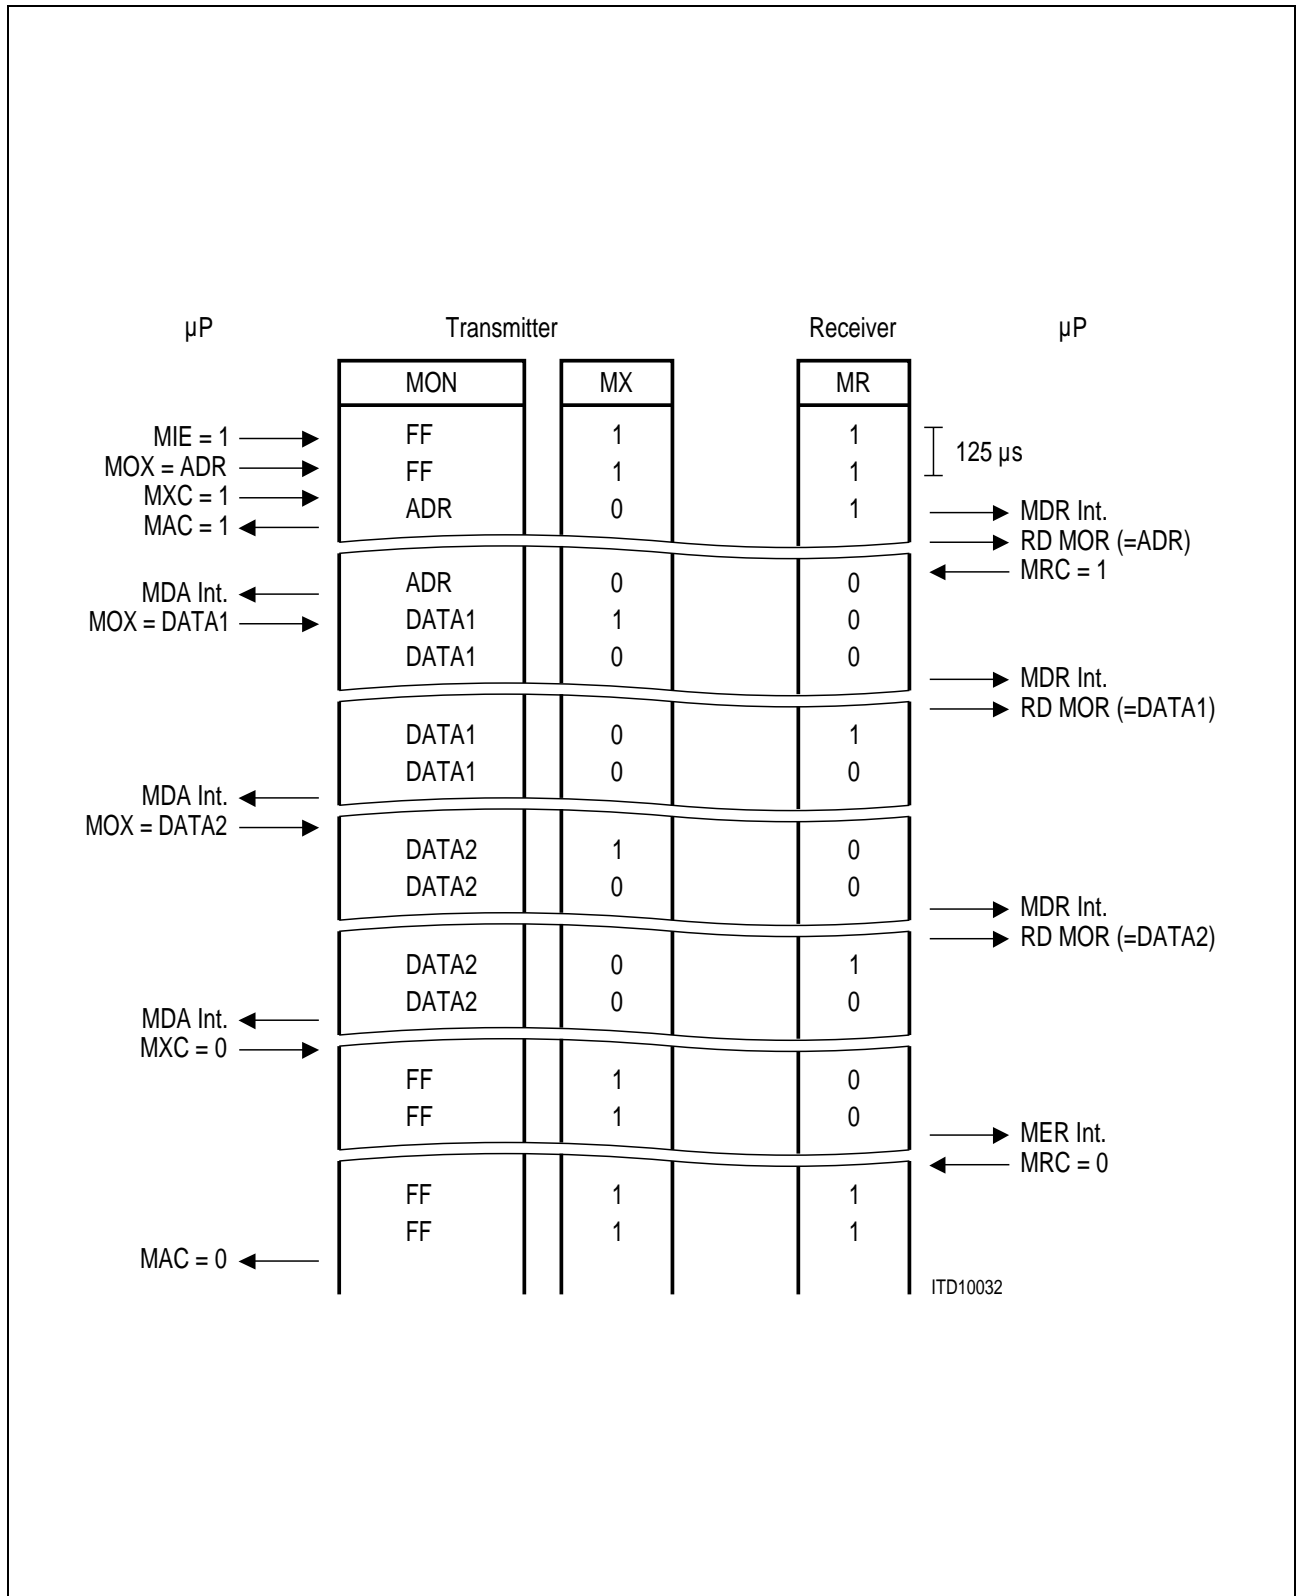 µP Transmitter Receiver µP
MON MX MR
MIE = 1 FF 1 1
125 µs
MOX = ADR FF 1 1
MXC = 1 ADR 0 1 MDR Int.
MAC = 1 RD MOR (=ADR)
MRC = 1
MDA Int. ADR 0 0
MOX = DATA1 DATA1 1 0
DATA1 0 0
MDR Int.
RD MOR (=DATA1)
DATA1 0 1
DATA1 0 0
MDA Int.
MOX = DATA2
DATA2 1 0
DATA2 0 0
MDR Int.
RD MOR (=DATA2)
DATA2 0 1
DATA2 0 0
MDA Int.
MXC = 0
FF 1 0
FF 1 0
MER Int.
MRC = 0
FF 1 1
FF 1 1
MAC = 0
ITD10032